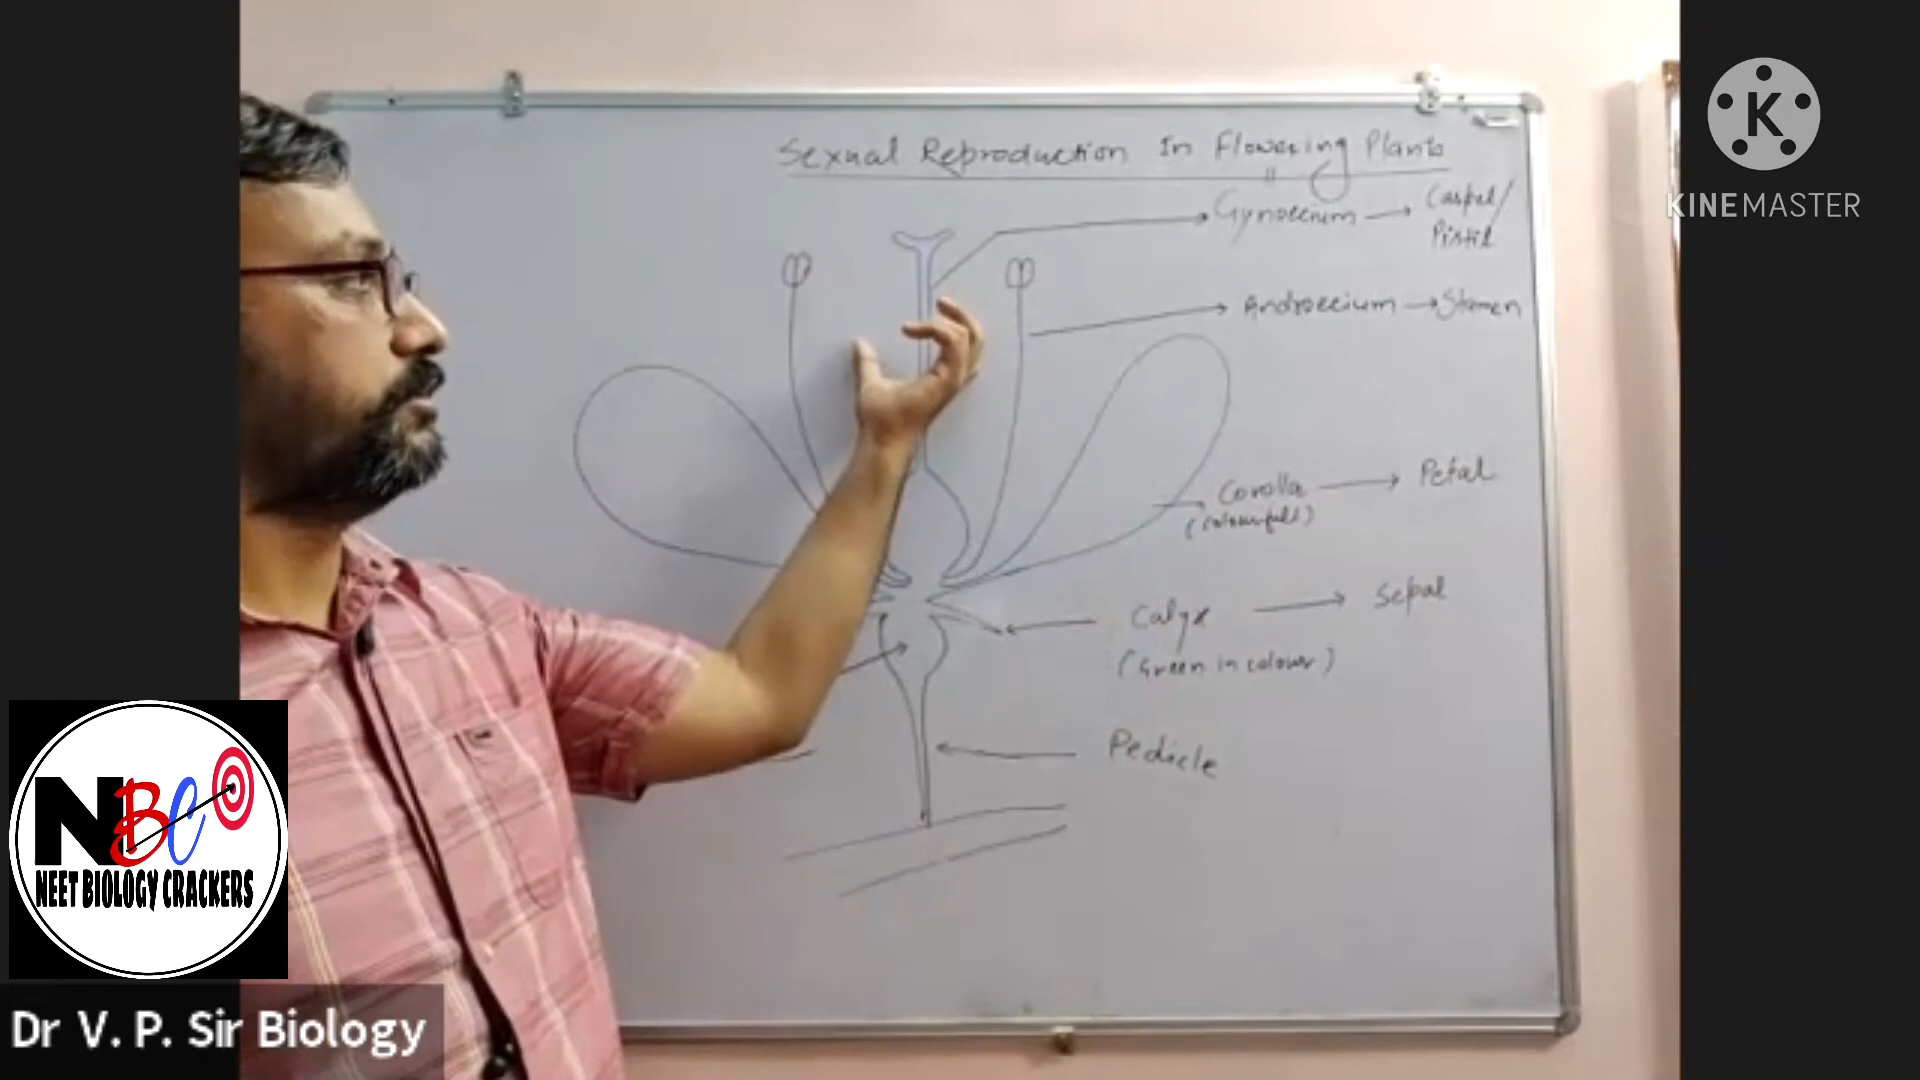 Sexual Reproduction In Flowering Plants
Gynoecium → Carpel/
Pistil
Androecium → Stamen
Corolla → Petal
(Colourfull)
Calyx → Sepal
(Green in colour)
Pedicle
K
KINEMASTER
NBC
NEET BIOLOGY CRACKERS
Dr V. P. Sir Biology